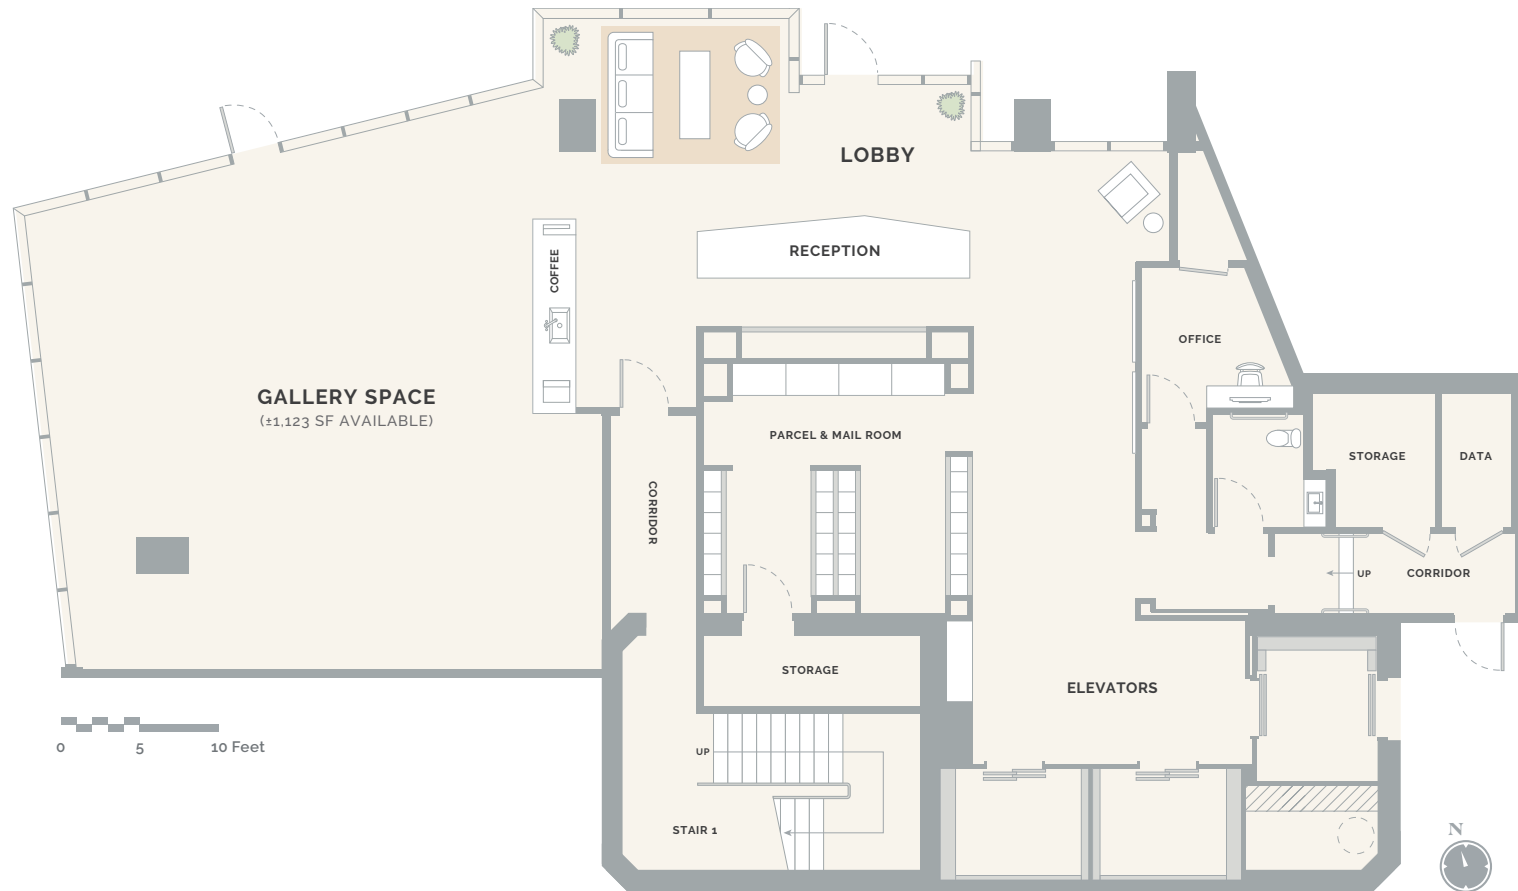 LOBBY
COFFEE
RECEPTION
OFFICE
GALLERY SPACE
(±1,123 SF AVAILABLE)
PARCEL & MAIL ROOM
STORAGE
DATA
CORRIDOR
UP
CORRIDOR
STORAGE
ELEVATORS
0 5 10 Feet
UP
STAIR 1
N